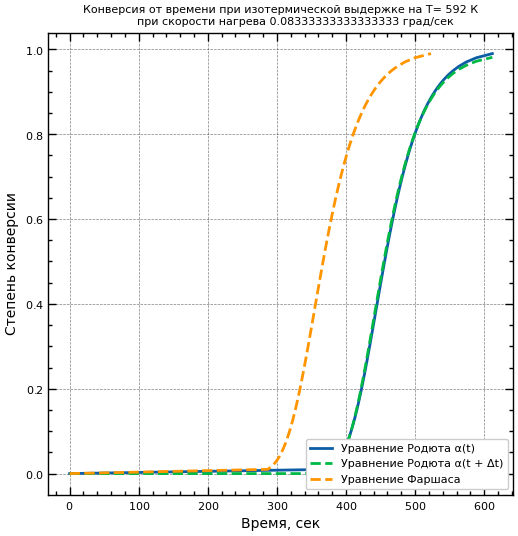 Конверсия от времени при изотермической выдержке на T= 592 К
при скорости нагрева 0.08333333333333333 град/сек
Степень конверсии
1.0
0.8
0.6
0.4
0.2
0.0
0 100 200 300 400 500 600
Время, сек
Уравнение Родюта α(t)
Уравнение Родюта α(t + Δt)
Уравнение Фаршаса